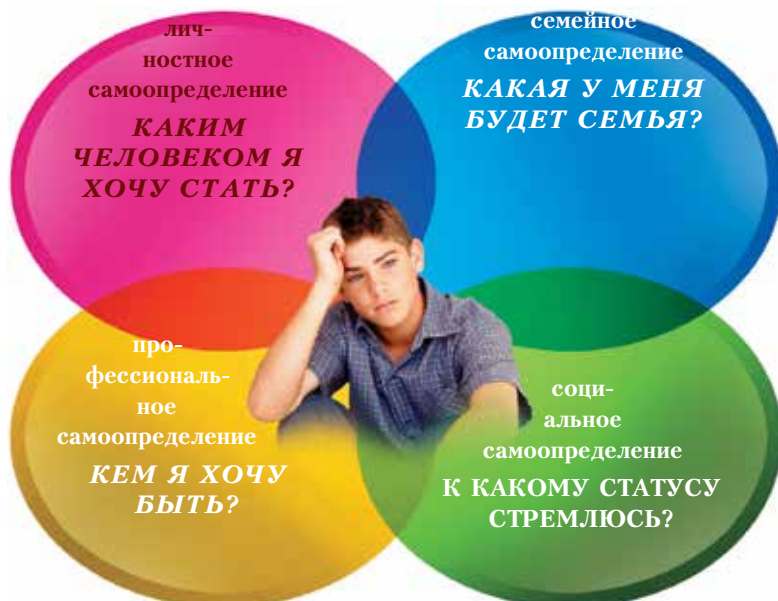 лич-
ностное
самоопределение
КАКИМ
ЧЕЛОВЕКОМ Я
ХОЧУ СТАТЬ?
семейное
самоопределение
КАКАЯ У МЕНЯ
БУДЕТ СЕМЬЯ?
про-
фессиональ-
ное
самоопределение
КЕМ Я ХОЧУ
БЫТЬ?
соци-
альное
самоопределение
К КАКОМУ СТАТУСУ
СТРЕМЛЮСЬ?